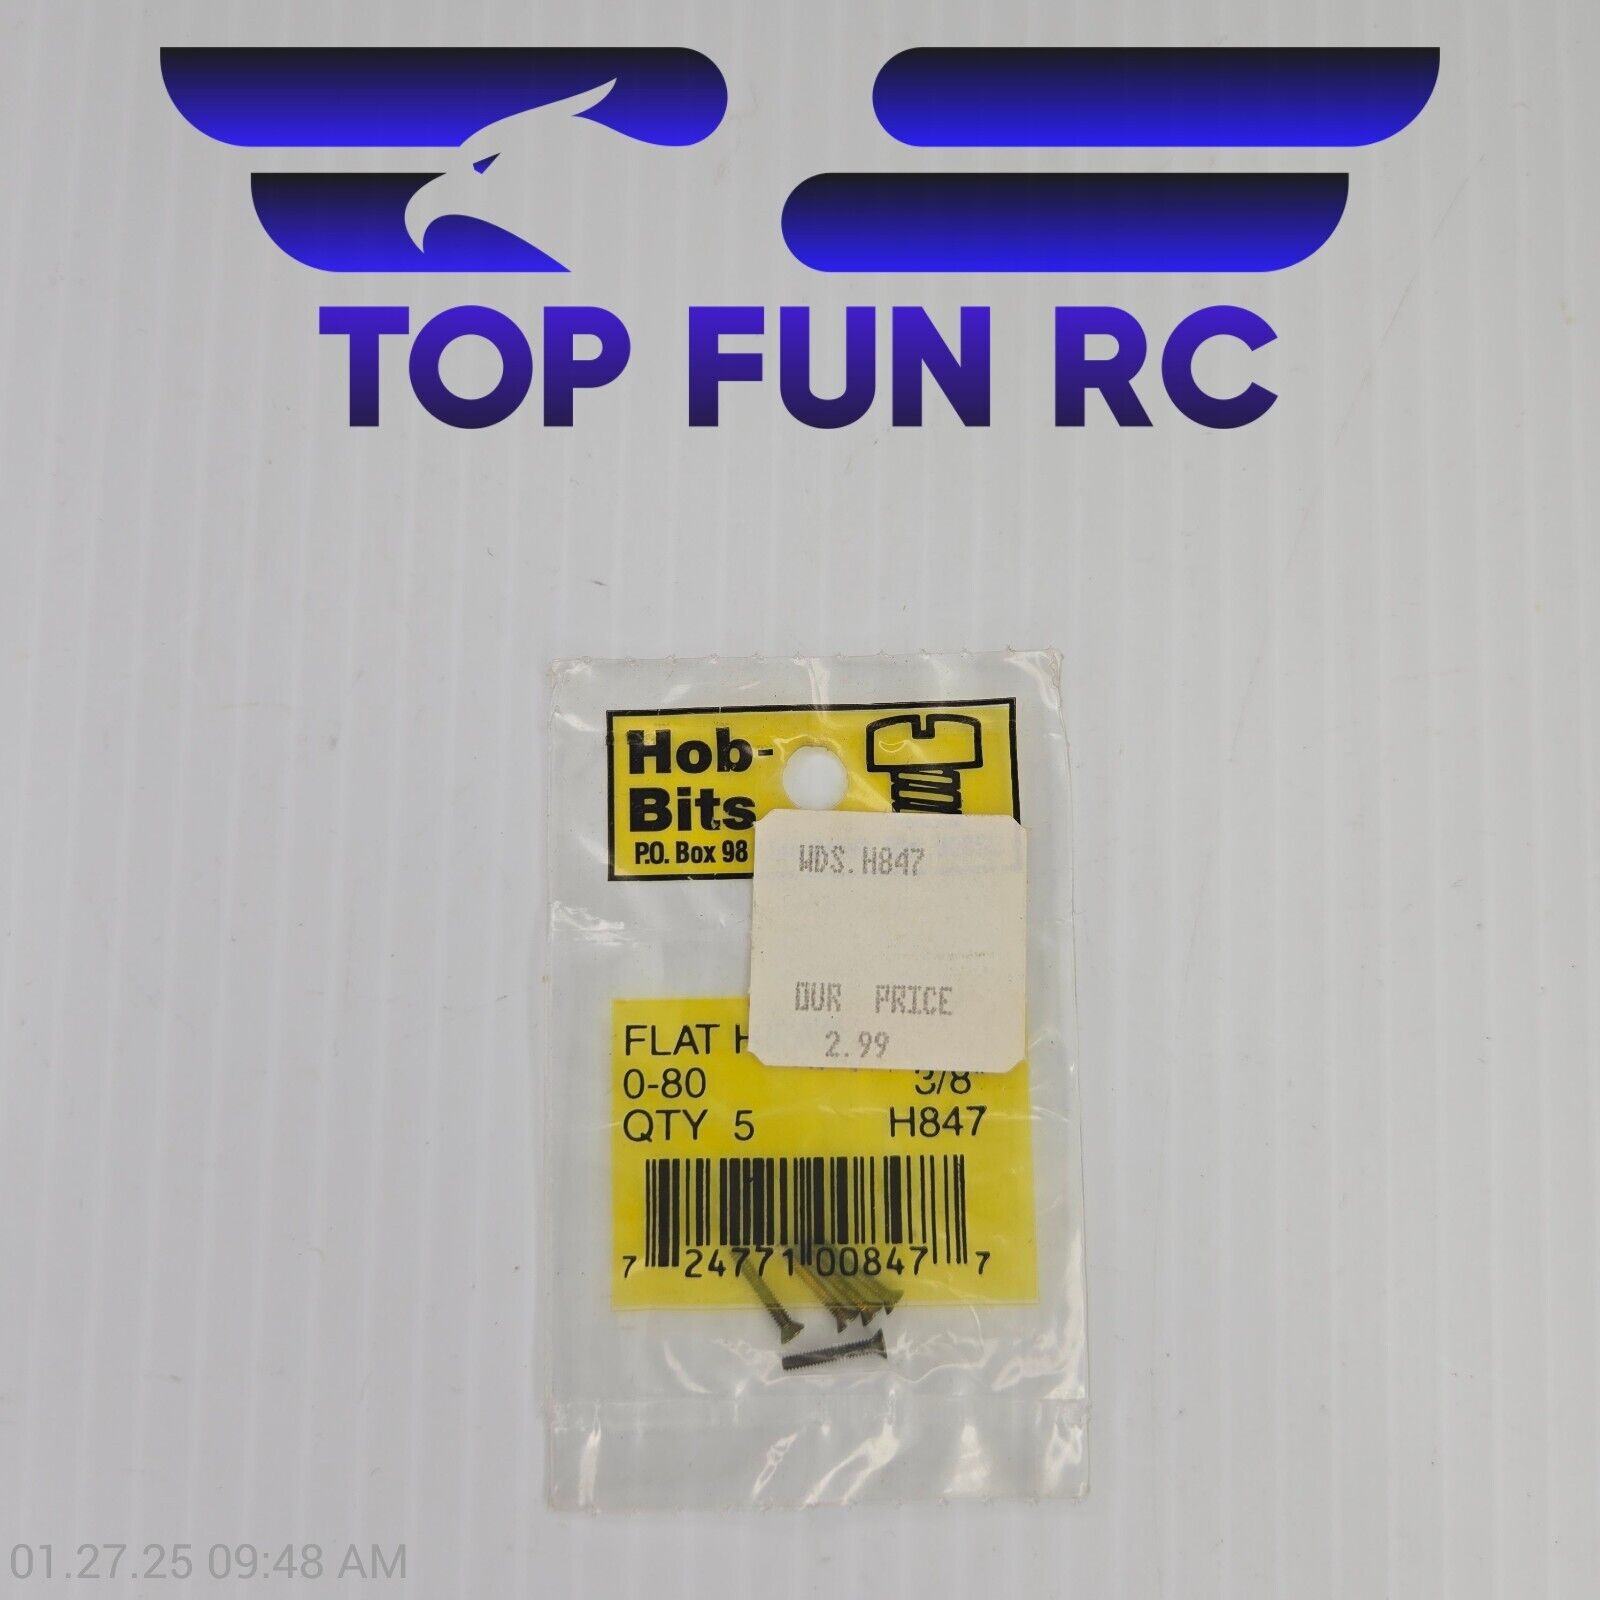 TOP FUN RC
Hob-
Bits
P.O. Box 98
WDS.H847
OUR PRICE
2.99
FLAT
0-80 3/8"
QTY 5 H847
7 24771 00847 7
01.27.25 09:48 AM